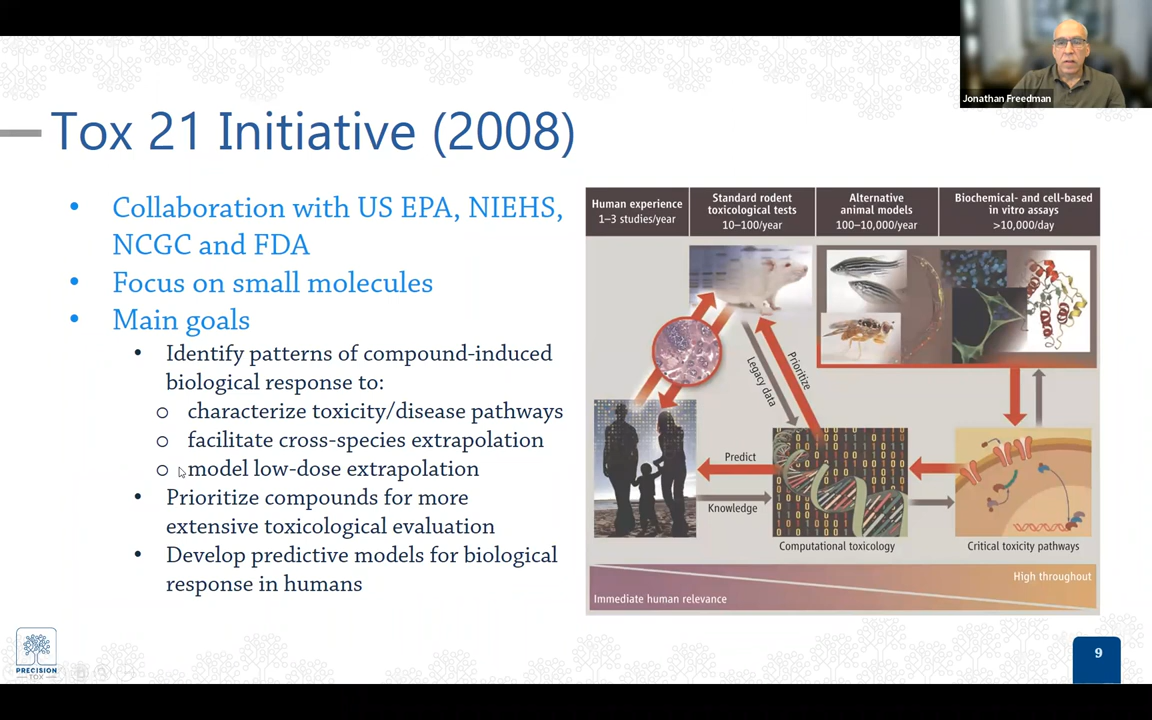 Jonathan Freedman
Tox 21 Initiative (2008)
• Collaboration with US EPA, NIEHS,
NCGC and FDA
• Focus on small molecules
• Main goals
• Identify patterns of compound-induced
biological response to:
o characterize toxicity/disease pathways
o facilitate cross-species extrapolation
o model low-dose extrapolation
• Prioritize compounds for more
extensive toxicological evaluation
• Develop predictive models for biological
response in humans
Human experience
1–3 studies/year
Standard rodent
toxicological tests
10–100/year
Alternative
animal models
100–10,000/year
Biochemical- and cell-based
in vitro assays
>10,000/day
Legacy data
Prioritize
Predict
Knowledge
Computational toxicology
Critical toxicity pathways
High throughout
Immediate human relevance
PRECISION
TOX
9